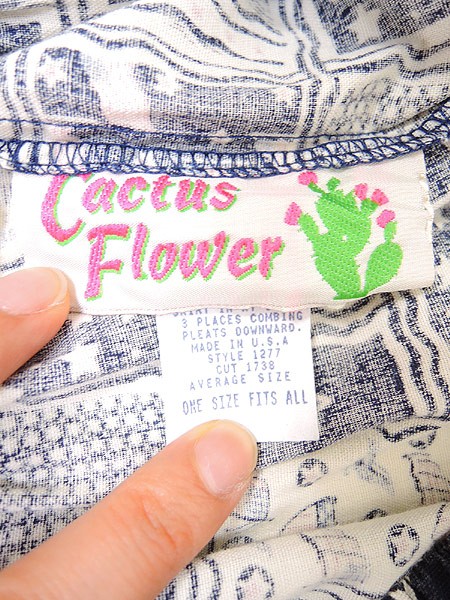 Cactus
Flower
3 PLACES COMBING
PLEATS DOWNWARD.
MADE IN U.S.A
STYLE 1277
CUT 1738
AVERAGE SIZE
ONE SIZE FITS ALL